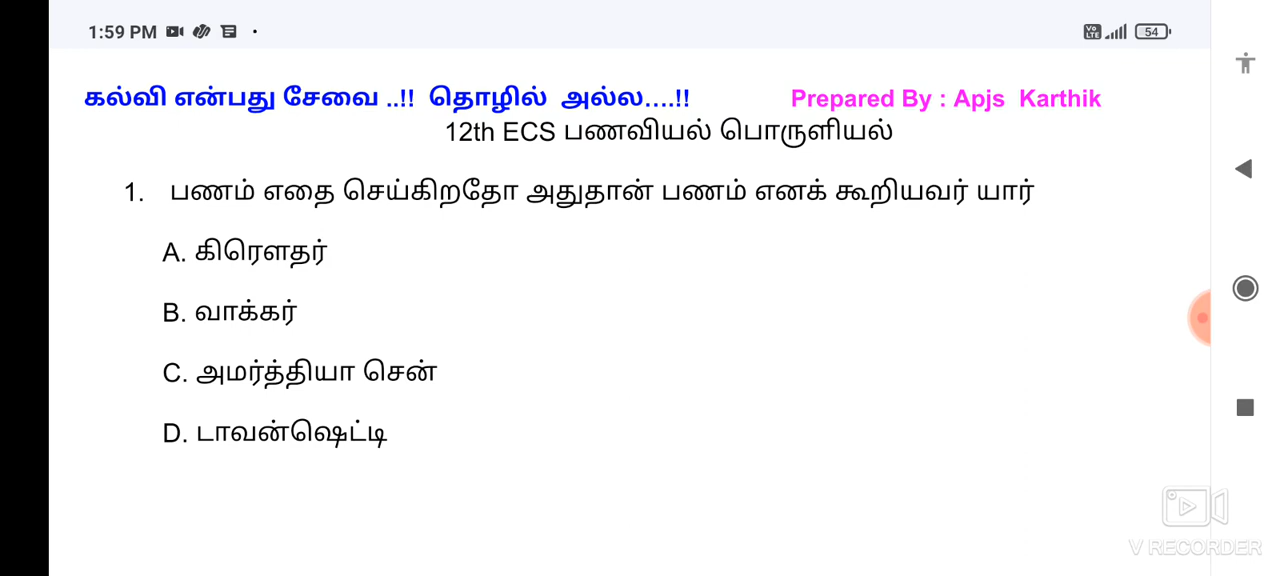 1:59 PM
54
கல்வி என்பது சேவை ..!! தொழில் அல்ல....!! Prepared By : Apjs Karthik
12th ECS பணவியல் பொருளியல்
1. பணம் எதை செய்கிறதோ அதுதான் பணம் எனக் கூறியவர் யார்
A. கிரௌதர்
B. வாக்கர்
C. அமர்த்தியா சென்
D. டாவன்ஷெட்டி
V RECORDER